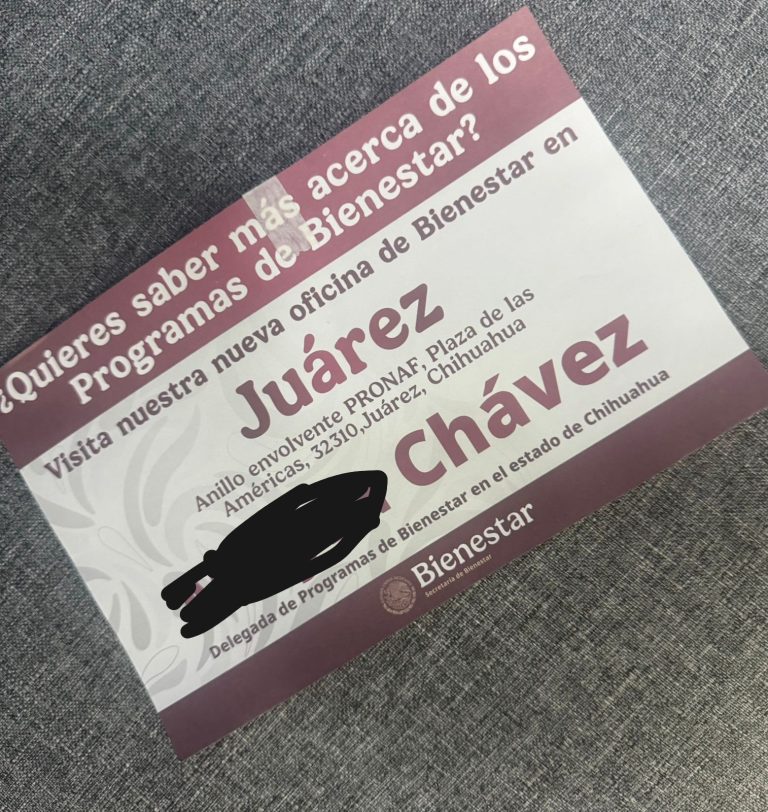 ¿Quieres saber más acerca de los
Programas de Bienestar?
Visita nuestra nueva oficina de Bienestar en
Juárez
Anillo envolvente PRONAF, Plaza de las
Américas, 32310,Juárez, Chihuahua
Chávez
Delegada de Programas de Bienestar en el estado de Chihuahua
Bienestar
Secretaría de Bienestar